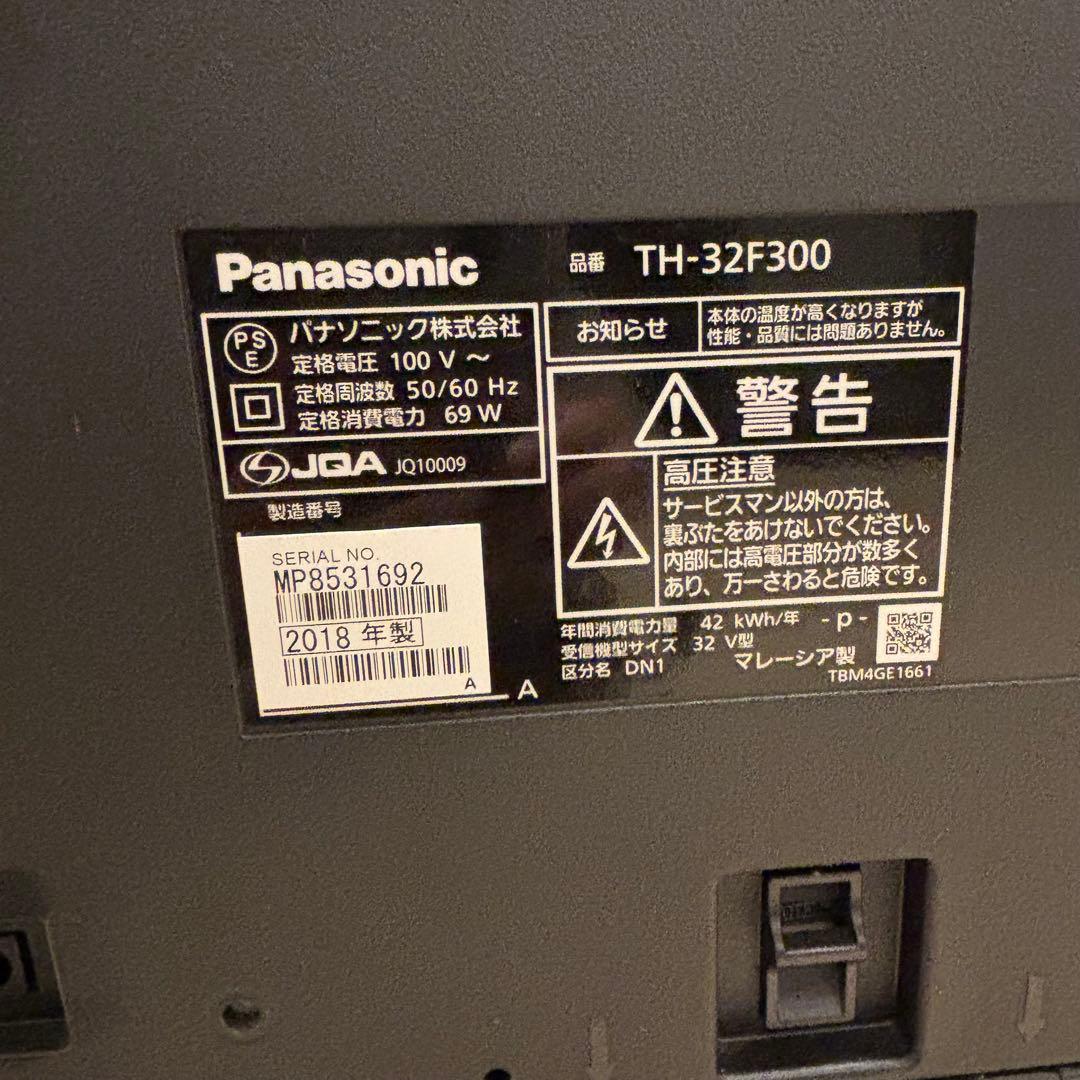 Panasonic
品番 TH-32F300
PS
E
パナソニック株式会社
定格電圧 100 V ～
定格周波数 50/60 Hz
定格消費電力 69 W
JQA JQ10009
製造番号
SERIAL NO.
MP8531692
2018 年製
A
A
お知らせ
本体の温度が高くなりますが
性能・品質には問題ありません。
警告
高圧注意
サービスマン以外の方は、
裏ぶたをあけないでください。
内部には高電圧部分が数多く
あり、万一さわると危険です。
年間消費電力量 42 kWh/年 - p -
受信機型サイズ 32 V型
区分名 DN1
マレーシア製
TBM4GE1661